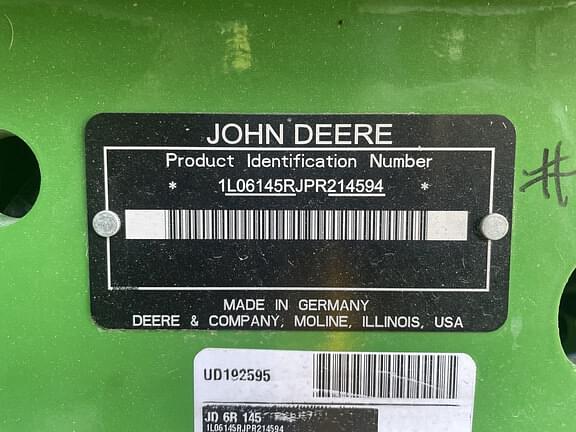 JOHN DEERE
Product Identification Number
* 1L06145RJPR214594 *
#
MADE IN GERMANY
DEERE & COMPANY, MOLINE, ILLINOIS, USA
UD192595
JD 6R 145
1L06145RJPR214594